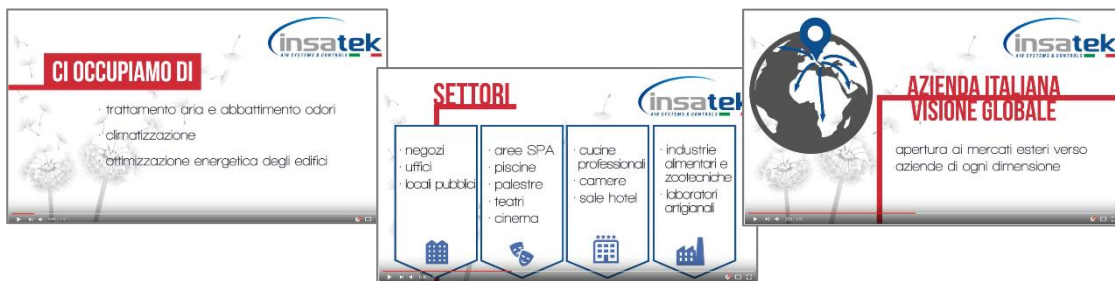 insatek
AIR SYSTEMS & CONTROLS
CI OCCUPIAMO DI
· trattamento aria e abbattimento odori
· climatizzazione
· ottimizzazione energetica degli edifici
SETTORI
insatek
AIR SYSTEMS & CONTROLS
· negozi
· uffici
· locali pubblici
· aree SPA
· piscine
· palestre
· teatri
· cinema
· cucine
professionali
· camere
· sale hotel
· industrie
alimentari e
zootecniche
· laboratori
artigianali
insatek
AIR SYSTEMS & CONTROLS
AZIENDA ITALIANA
VISIONE GLOBALE
apertura ai mercati esteri verso
aziende di ogni dimensione